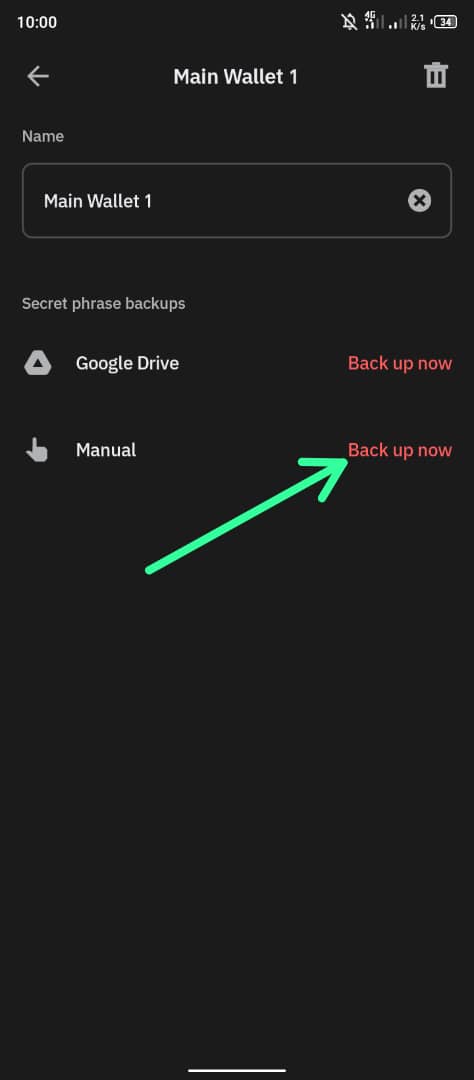 10:00
4G
2.1
K/s
34
Main Wallet 1
Name
Main Wallet 1
Secret phrase backups
Google Drive Back up now
Manual Back up now